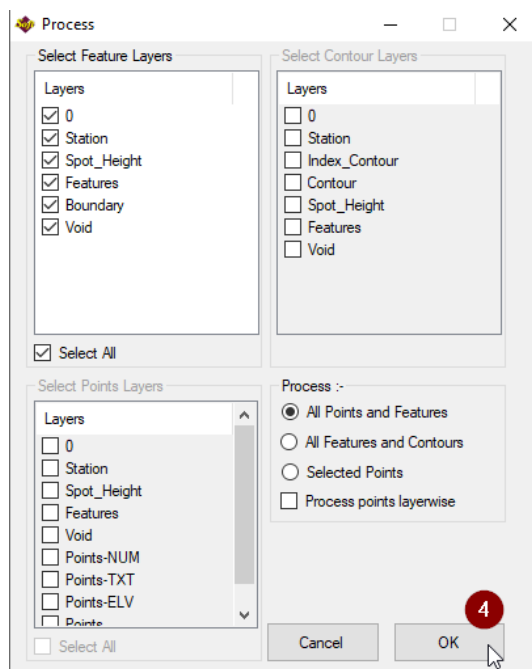 Process
Select Feature Layers
Layers
0
Station
Spot_Height
Features
Boundary
Void
Select All
Select Contour Layers
Layers
0
Station
Index_Contour
Contour
Spot_Height
Features
Void
Select Points Layers
Layers
0
Station
Spot_Height
Features
Void
Points-NUM
Points-TXT
Points-ELV
Points
Select All
Process :-
All Points and Features
All Features and Contours
Selected Points
Process points layerwise
4
Cancel
OK